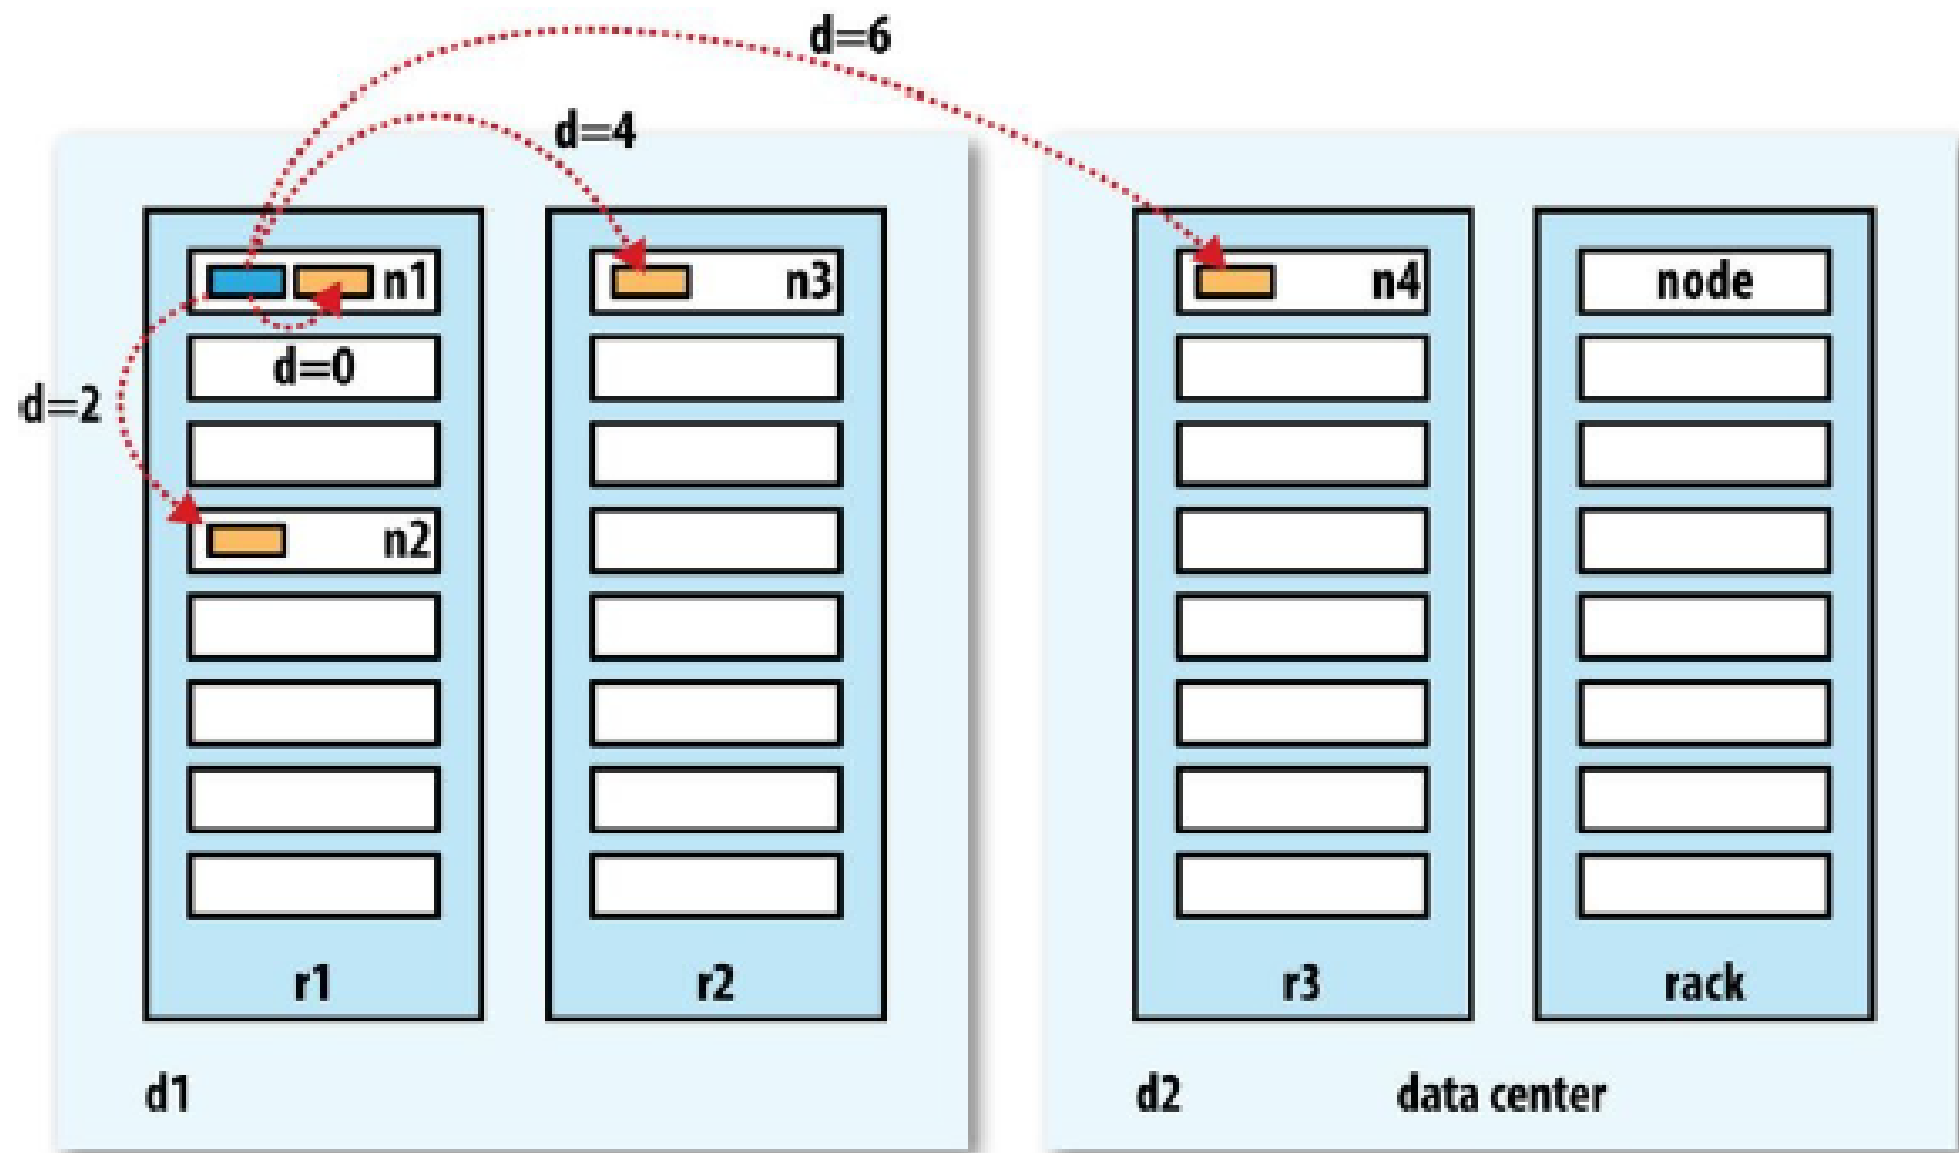 d=6
d=4
n1
n3
n4
node
d=0
d=2
n2
r1
r2
r3
rack
d1
d2
data center